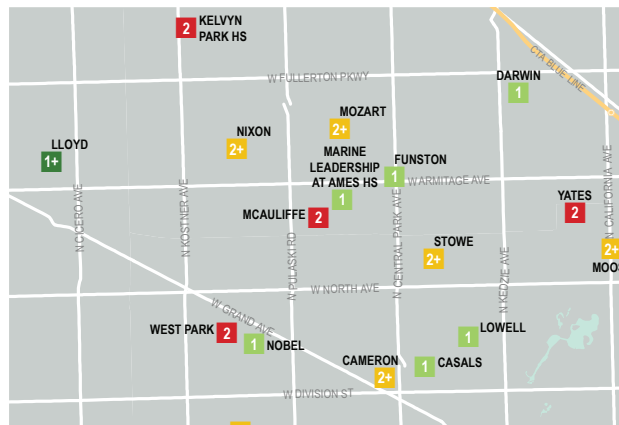 2
KELVYN
PARK HS
CTA BLUE LINE
W FULLERTON PKWY
DARWIN
1
MOZART
2+
NIXON
2+
LLOYD
1+
MARINE
LEADERSHIP
AT AMES HS
1
FUNSTON
1
W ARMITAGE AVE
N CICERO AVE
N KOSTNER AVE
N PULASKI RD
N CENTRAL PARK AVE
N KEDZIE AVE
N CALIFORNIA AVE
MCAULIFFE
2
YATES
2
STOWE
2+
2+
MOOS
W NORTH AVE
W GRAND AVE
WEST PARK
2
1
NOBEL
LOWELL
1
CAMERON
2+
1
CASALS
W DIVISION ST